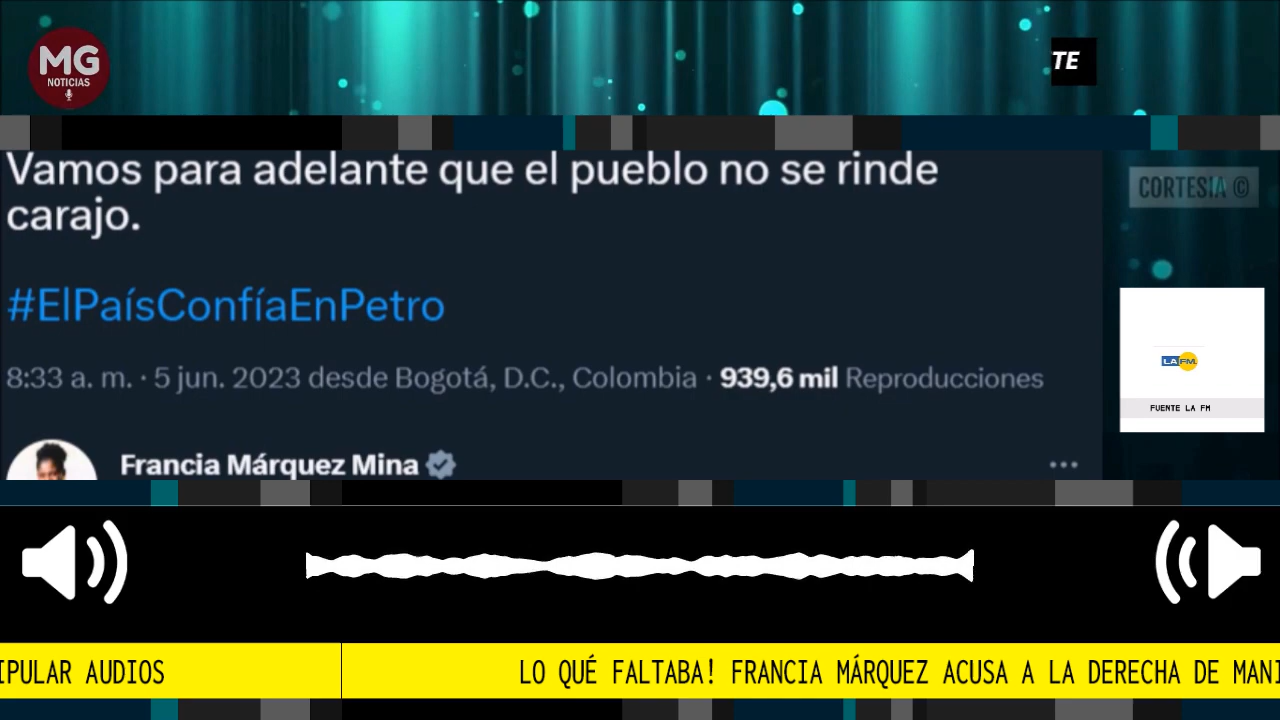 MG
NOTICIAS
TE
Vamos para adelante que el pueblo no se rinde
carajo.
CORTESÍA ©
#ElPaísConfíaEnPetro
8:33 a. m. · 5 jun. 2023 desde Bogotá, D.C., Colombia · 939,6 mil Reproducciones
LA FM
FUENTE LA FM
Francia Márquez Mina
IPULAR AUDIOS
LO QUÉ FALTABA! FRANCIA MÁRQUEZ ACUSA A LA DERECHA DE MANI